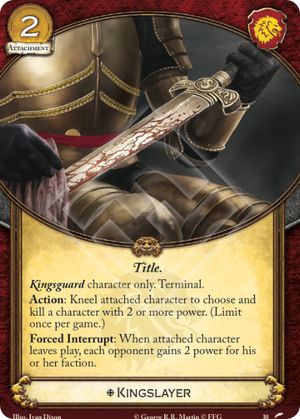 2
ATTACHMENT
Title.
Kingsguard character only. Terminal.
Action: Kneel attached character to choose and
kill a character with 2 or more power. (Limit
once per game.)
Forced Interrupt: When attached character
leaves play, each opponent gains 2 power for his
or her faction.
KINGSLAYER
Illus. Ivan Dixon
© George R.R. Martin © FFG